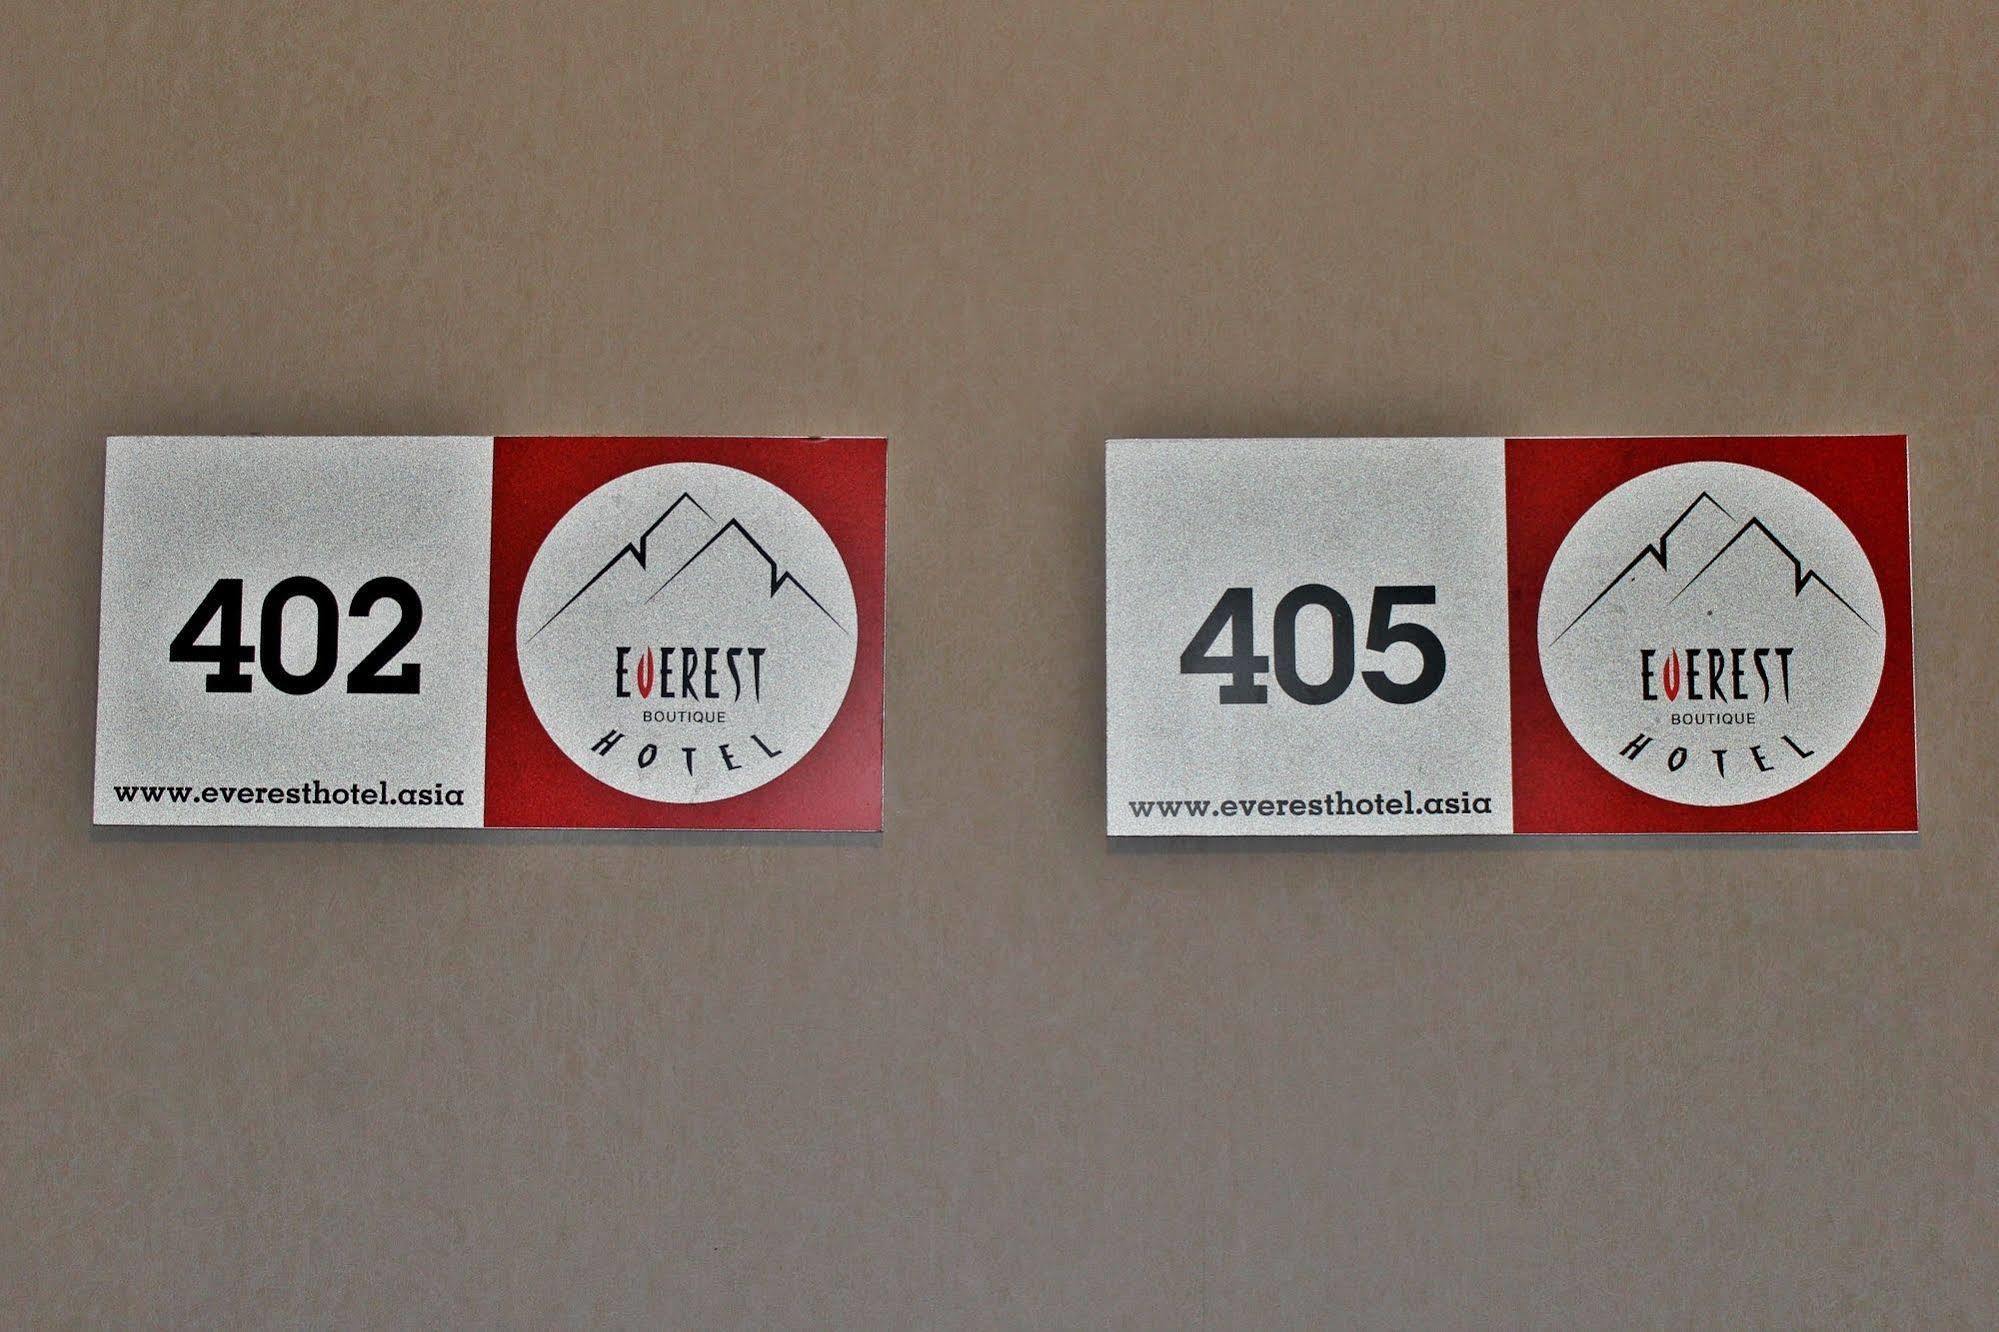 402
www.everesthotel.asia
EVEREST
BOUTIQUE
HOTEL
405
www.everesthotel.asia
EVEREST
BOUTIQUE
HOTEL